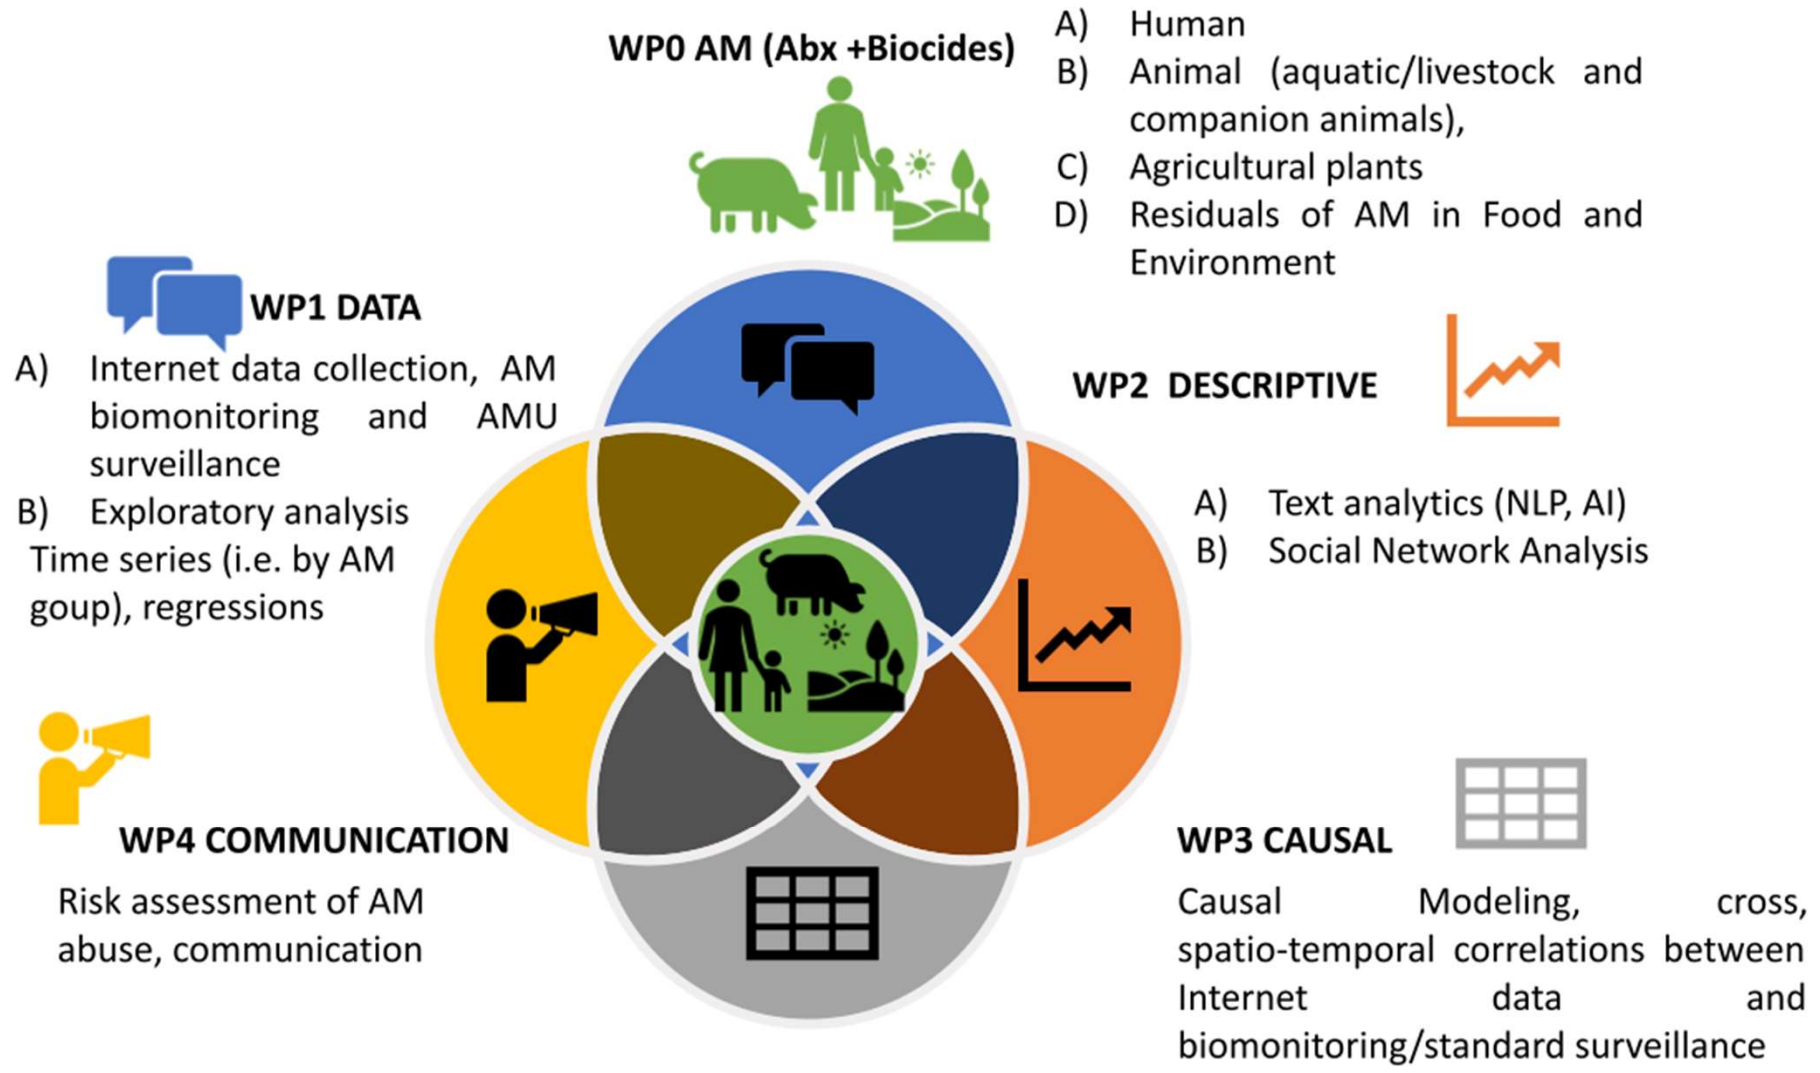 WP0 AM (Abx +Biocides)
A) Human
B) Animal (aquatic/livestock and
companion animals),
C) Agricultural plants
D) Residuals of AM in Food and
Environment
WP1 DATA
A) Internet data collection, AM
biomonitoring and AMU
surveillance
B) Exploratory analysis
Time series (i.e. by AM
goup), regressions
WP2 DESCRIPTIVE
A) Text analytics (NLP, AI)
B) Social Network Analysis
WP4 COMMUNICATION
Risk assessment of AM
abuse, communication
WP3 CAUSAL
Causal Modeling, cross,
spatio-temporal correlations between
Internet data and
biomonitoring/standard surveillance